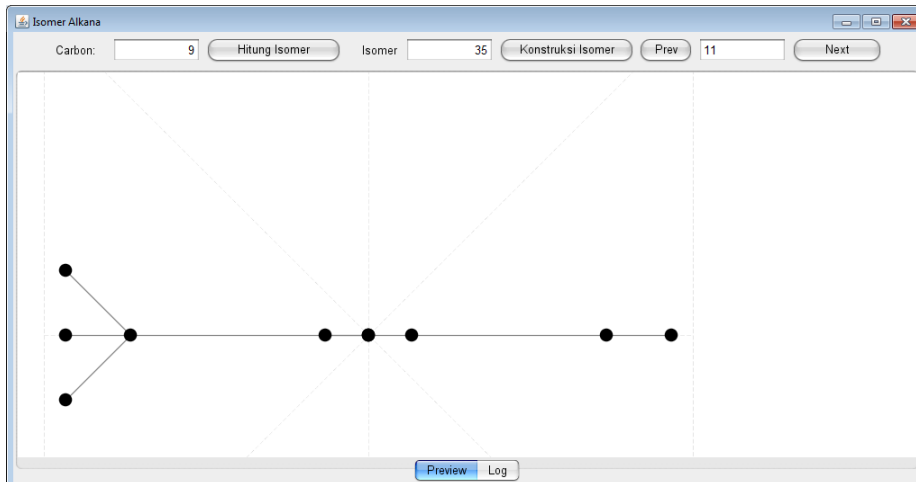 Isomer Alkana
Carbon: 9 Hitung Isomer Isomer 35 Konstruksi Isomer Prev 11 Next
Preview Log